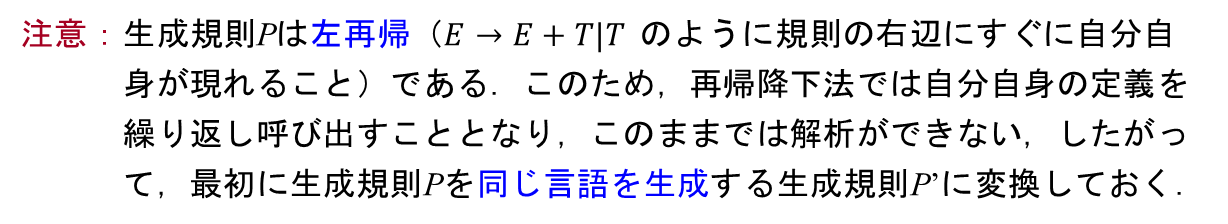 注意：生成規則Pは左再帰（E → E + T|T のように規則の右辺にすぐに自分自
身が現れること）である．このため，再帰降下法では自分自身の定義を
繰り返し呼び出すこととなり，このままでは解析ができない，したがっ
て，最初に生成規則Pを同じ言語を生成する生成規則P’に変換しておく．